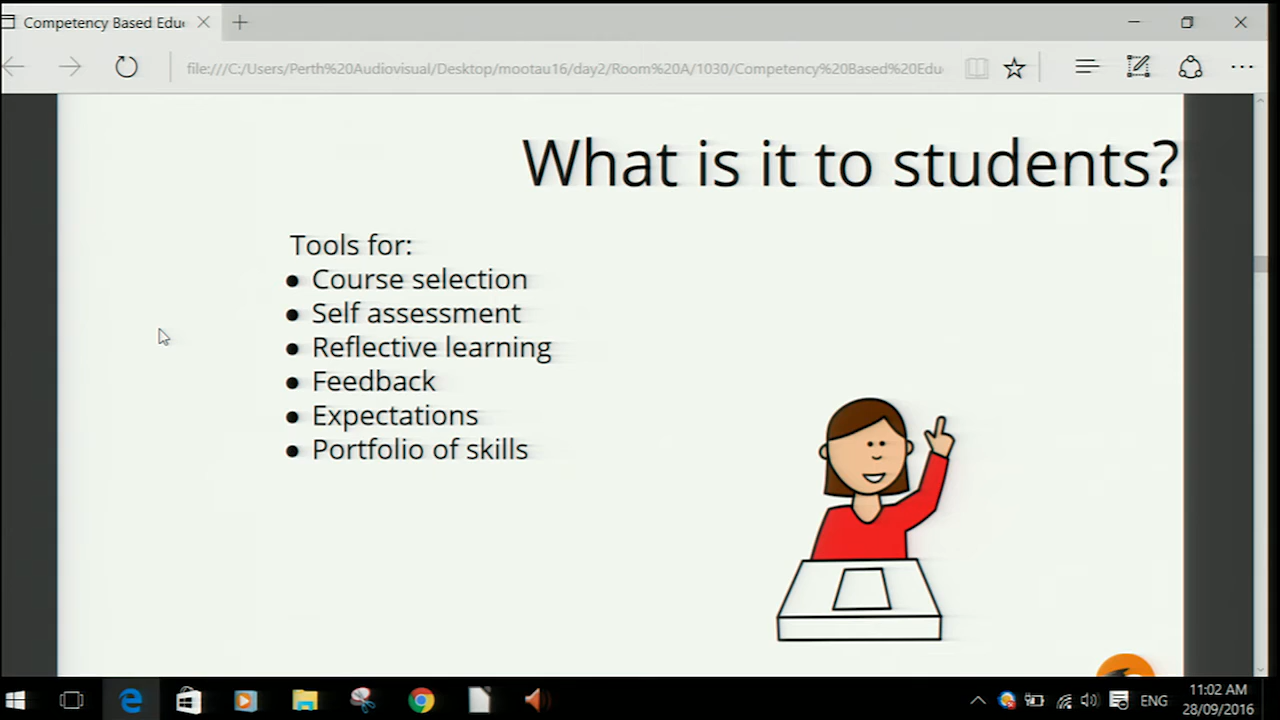 Competency Based Edu
file:///C:/Users/Perth%20Audiovisual/Desktop/mootau16/day2/Room%20A/1030/Competency%20Based%20Edu
What is it to students?
Tools for:
● Course selection
● Self assessment
● Reflective learning
● Feedback
● Expectations
● Portfolio of skills
ENG
11:02 AM
28/09/2016